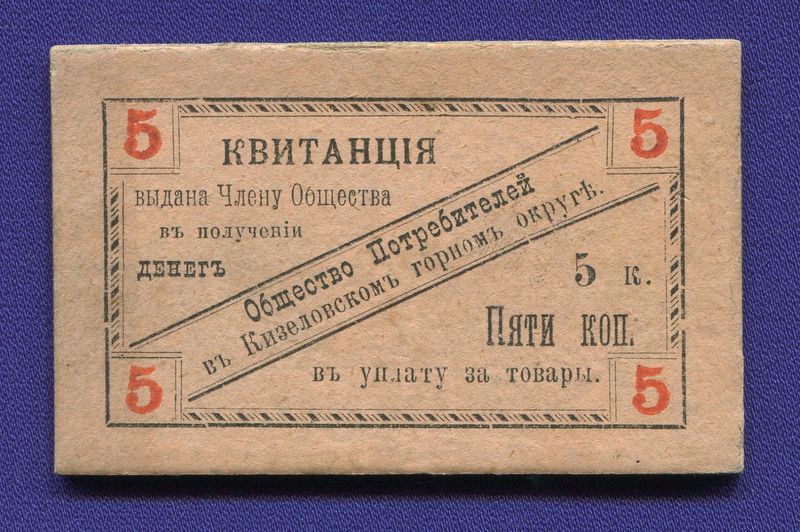 5 5
КВИТАНЦІЯ
выдана Члену Общества
въ полученіи
ДЕНЕГЪ
Общество Потребителей
въ Кизеловскомъ горномъ округѣ.
5 к.
Пяти коп.
въ уплату за товары.
5 5